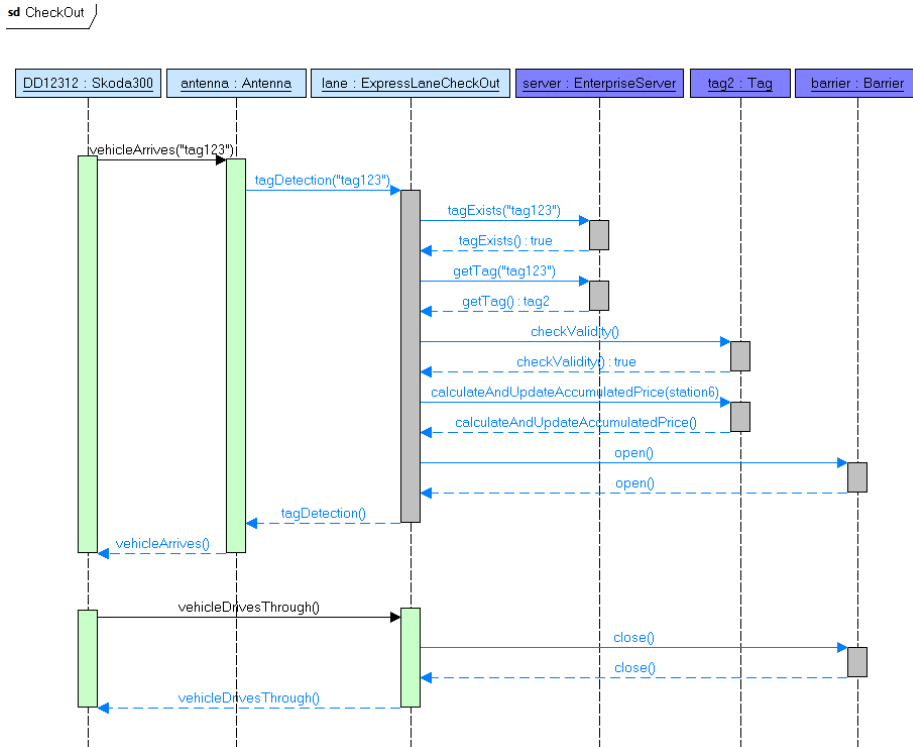 sd CheckOut
DD12312 : Skoda300
antenna : Antenna
lane : ExpressLaneCheckOut
server : EnterpriseServer
tag2 : Tag
barrier : Barrier
vehicleArrives("tag123")
tagDetection("tag123")
tagExists("tag123")
tagExists() : true
getTag("tag123")
getTag() : tag2
checkValidity()
checkValidity() : true
calculateAndUpdateAccumulatedPrice(station6)
calculateAndUpdateAccumulatedPrice()
open()
open()
tagDetection()
vehicleArrives()
vehicleDrivesThrough()
close()
close()
vehicleDrivesThrough()